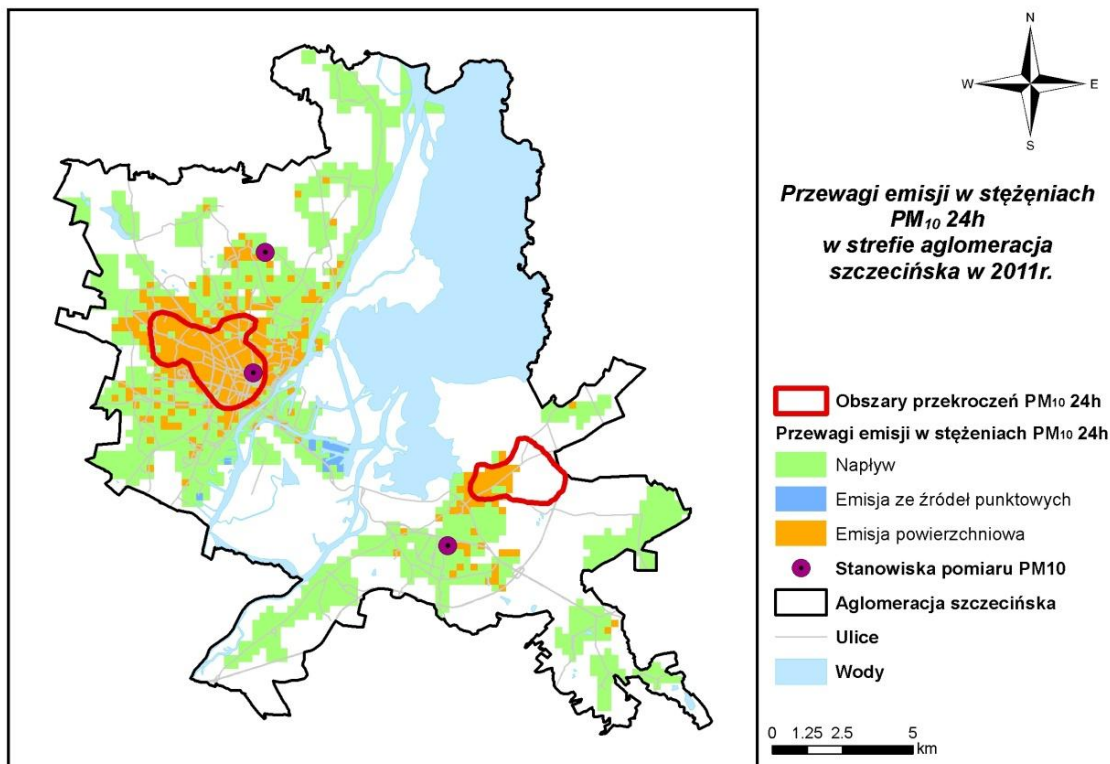 N
W
E
S
Przewagi emisji w stężeniach
PM₁₀ 24h
w strefie aglomeracja
szczecińska w 2011r.
Obszary przekroczeń PM₁₀ 24h
Przewagi emisji w stężeniach PM₁₀ 24h
Napływ
Emisja ze źródeł punktowych
Emisja powierzchniowa
Stanowiska pomiaru PM10
Aglomeracja szczecińska
Ulice
Wody
0 1.25 2.5 5
km